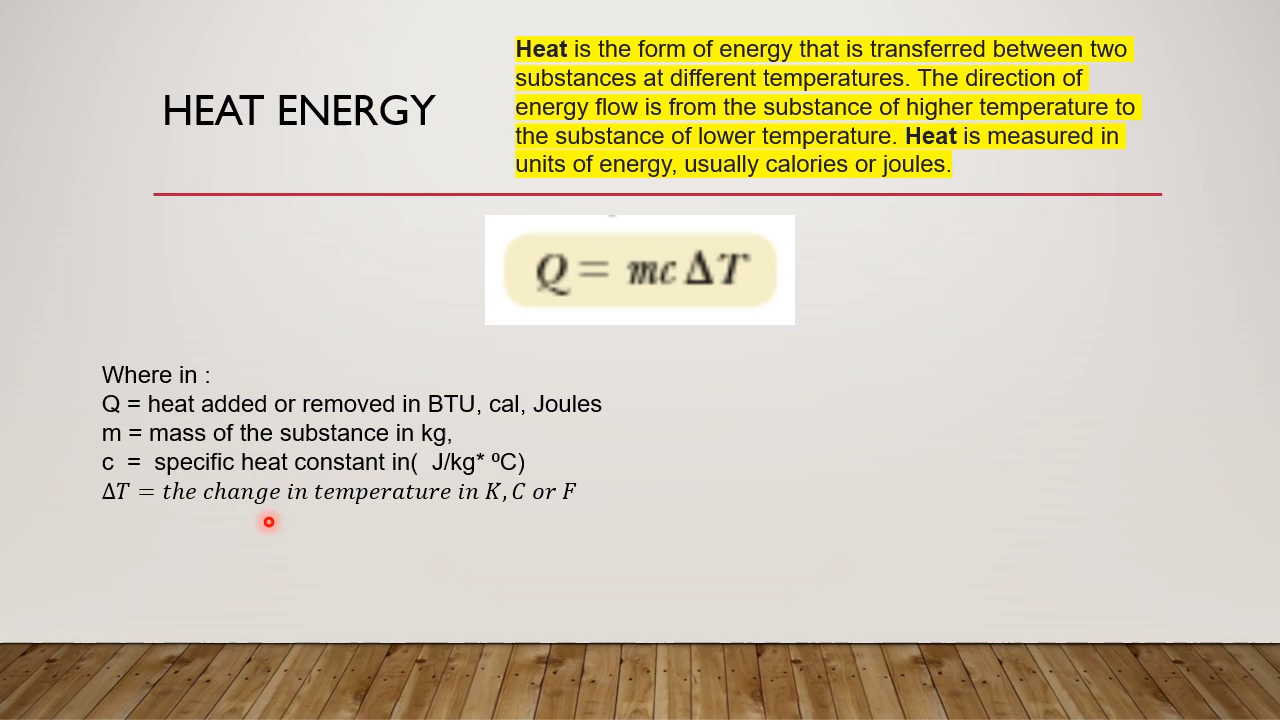 HEAT ENERGY
Heat is the form of energy that is transferred between two
substances at different temperatures. The direction of
energy flow is from the substance of higher temperature to
the substance of lower temperature. Heat is measured in
units of energy, usually calories or joules.
Q = mcΔT
Where in :
Q = heat added or removed in BTU, cal, Joules
m = mass of the substance in kg,
c = specific heat constant in( J/kg* ºC)
ΔT = the change in temperature in K, C or F